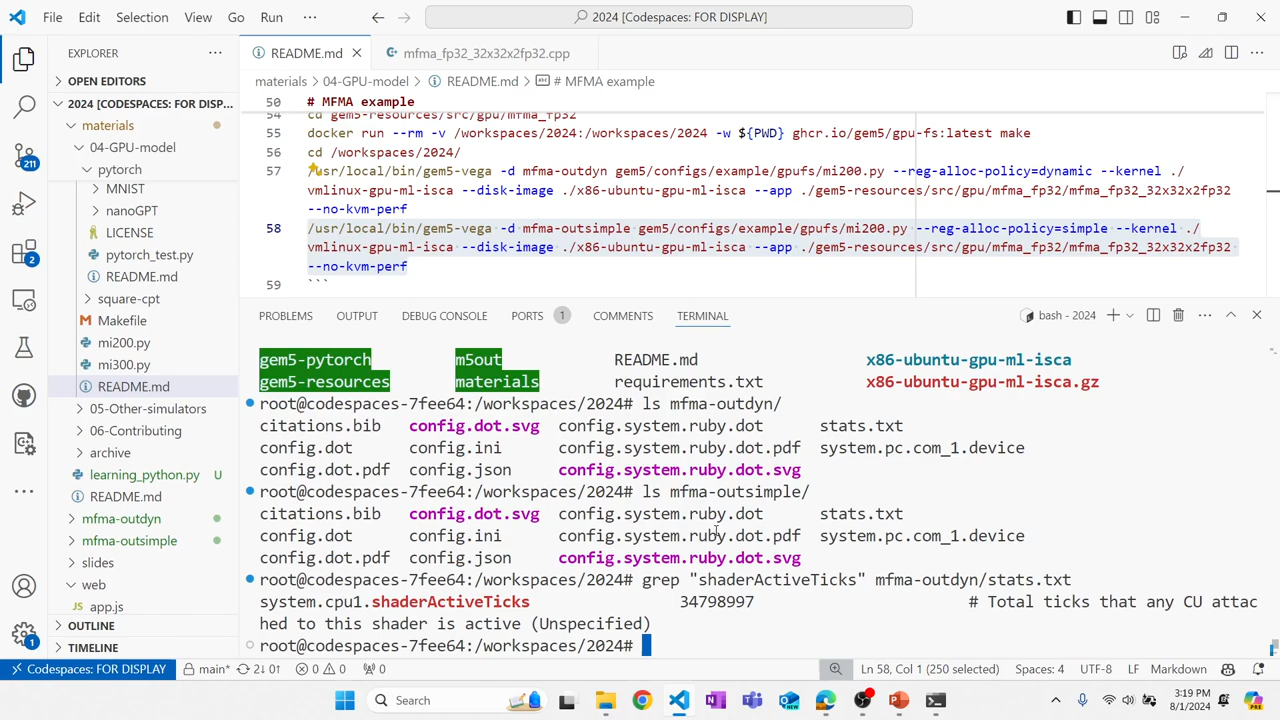 File Edit Selection View Go Run ··· 2024 [Codespaces: FOR DISPLAY]
EXPLORER ···
OPEN EDITORS
2024 [CODESPACES: FOR DISP...
materials
04-GPU-model
pytorch
MNIST
nanoGPT
LICENSE
pytorch_test.py
README.md
square-cpt
Makefile
mi200.py
mi300.py
README.md
05-Other-simulators
06-Contributing
archive
learning_python.py U
README.md
mfma-outdyn
mfma-outsimple
slides
web
app.js
OUTLINE
TIMELINE
211
2
1
README.md
mfma_fp32_32x32x2fp32.cpp
materials > 04-GPU-model > README.md > # MFMA example
50 # MFMA example
54 cd gem5-resources/src/gpu/mfma_fp32
55 docker run --rm -v /workspaces/2024:/workspaces/2024 -w ${PWD} ghcr.io/gem5/gpu-fs:latest make
56 cd /workspaces/2024/
57 /usr/local/bin/gem5-vega -d mfma-outdyn gem5/configs/example/gpufs/mi200.py --reg-alloc-policy=dynamic --kernel ./
vmlinux-gpu-ml-isca --disk-image ./x86-ubuntu-gpu-ml-isca --app ./gem5-resources/src/gpu/mfma_fp32/mfma_fp32_32x32x2fp32
--no-kvm-perf
58 /usr/local/bin/gem5-vega -d mfma-outsimple gem5/configs/example/gpufs/mi200.py --reg-alloc-policy=simple --kernel ./
vmlinux-gpu-ml-isca --disk-image ./x86-ubuntu-gpu-ml-isca --app ./gem5-resources/src/gpu/mfma_fp32/mfma_fp32_32x32x2fp32
--no-kvm-perf
59 ```
PROBLEMS OUTPUT DEBUG CONSOLE PORTS 1 COMMENTS TERMINAL bash - 2024
gem5-pytorch m5out README.md x86-ubuntu-gpu-ml-isca
gem5-resources materials requirements.txt x86-ubuntu-gpu-ml-isca.gz
root@codespaces-7fee64:/workspaces/2024# ls mfma-outdyn/
citations.bib config.dot.svg config.system.ruby.dot stats.txt
config.dot config.ini config.system.ruby.dot.pdf system.pc.com_1.device
config.dot.pdf config.json config.system.ruby.dot.svg
root@codespaces-7fee64:/workspaces/2024# ls mfma-outsimple/
citations.bib config.dot.svg config.system.ruby.dot stats.txt
config.dot config.ini config.system.ruby.dot.pdf system.pc.com_1.device
config.dot.pdf config.json config.system.ruby.dot.svg
root@codespaces-7fee64:/workspaces/2024# grep "shaderActiveTicks" mfma-outdyn/stats.txt
system.cpu1.shaderActiveTicks 34798997 # Total ticks that any CU attac
hed to this shader is active (Unspecified)
root@codespaces-7fee64:/workspaces/2024#
Codespaces: FOR DISPLAY main* 2↓ 0↑ 0 0 0 Ln 58, Col 1 (250 selected) Spaces: 4 UTF-8 LF Markdown
Search
3:19 PM
8/1/2024